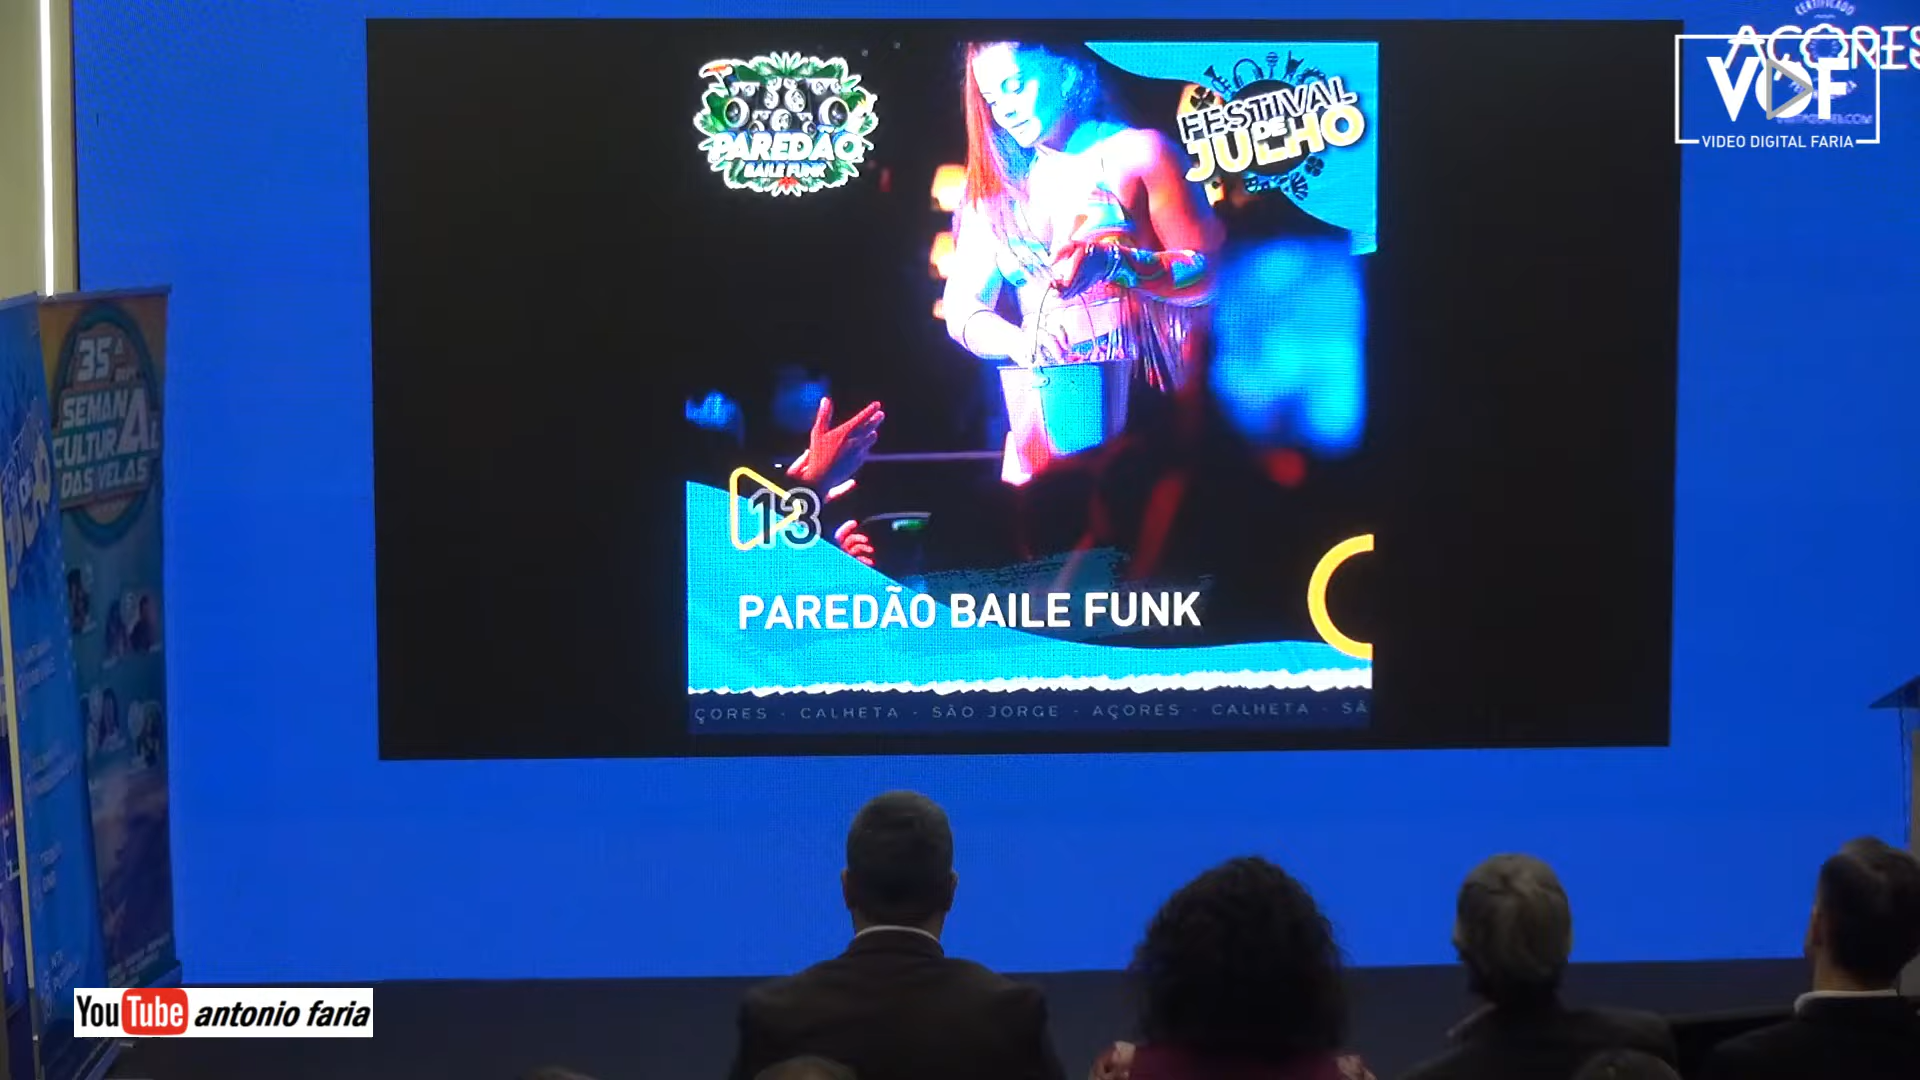 PAREDÃO
BAILE FUNK
FESTIVAL
DE
JULHO
CERTIFICADO
AÇORES
VDF
VIDEO DIGITAL FARIA
35ª
SEMANA
CULTURAL
DAS VELAS
13
PAREDÃO BAILE FUNK
ÇORES - CALHETA - SÃO JORGE - AÇORES - CALHETA - SÃ
YouTube antonio faria